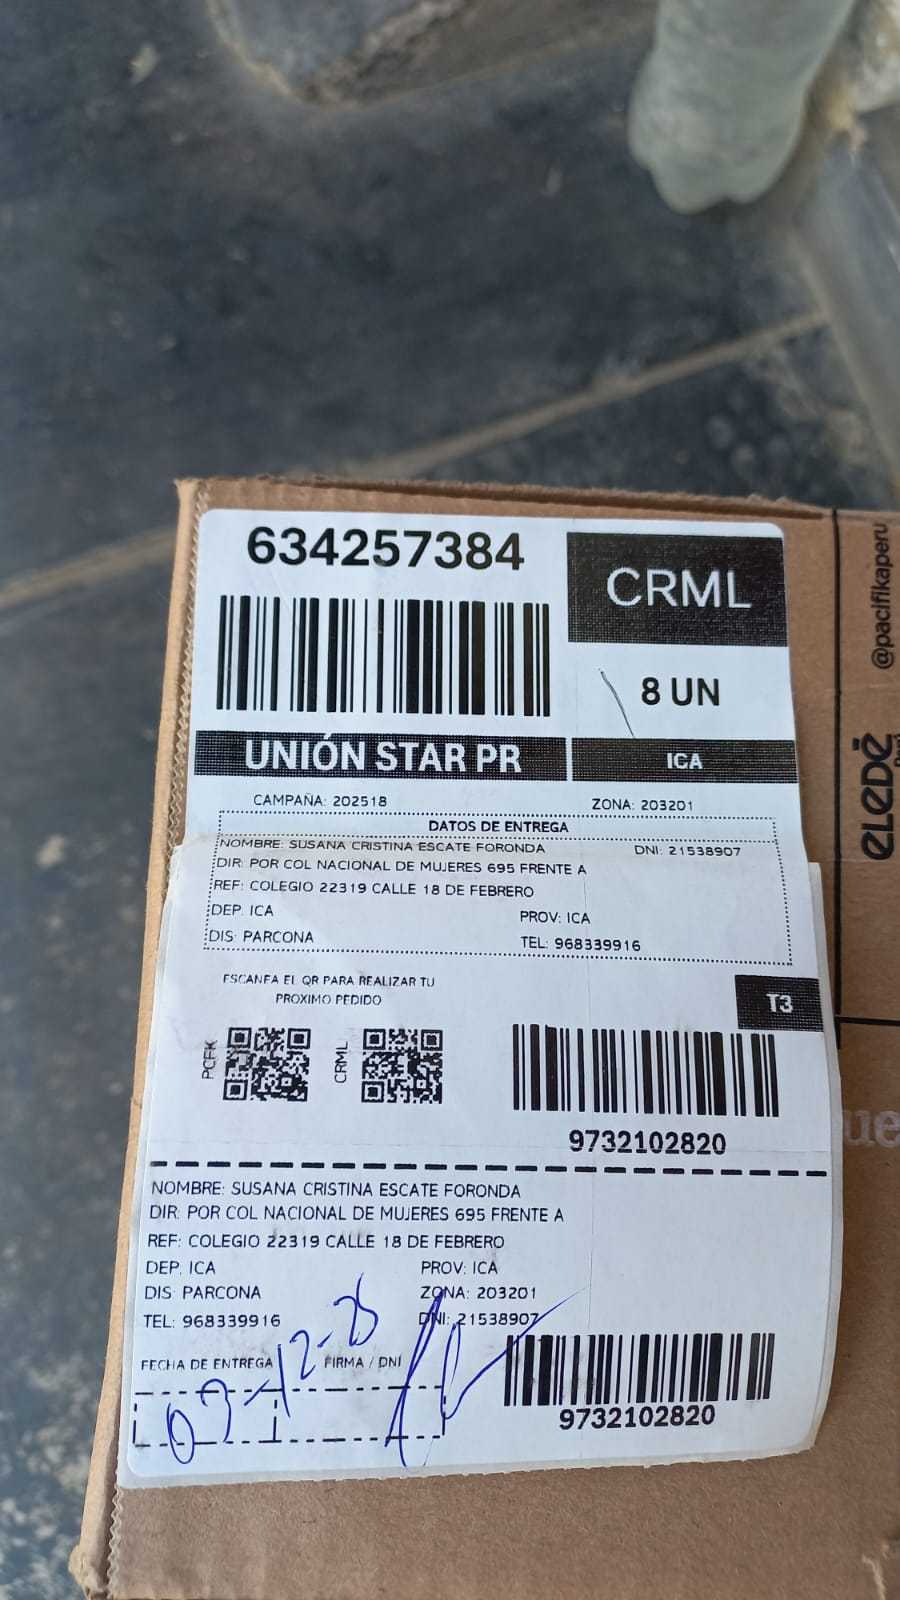 634257384
CRML
8 UN
UNIÓN STAR PR
ICA
CAMPAÑA: 202518
ZONA: 203201
DATOS DE ENTREGA
NOMBRE: SUSANA CRISTINA ESCATE FORONDA DNI: 21538907
DIR: POR COL NACIONAL DE MUJERES 695 FRENTE A
REF: COLEGIO 22319 CALLE 18 DE FEBRERO
DEP: ICA PROV: ICA
DIS: PARCONA TEL: 968339916
ESCANEA EL QR PARA REALIZAR TU
PROXIMO PEDIDO
T3
PCFK
CRML
9732102820
NOMBRE: SUSANA CRISTINA ESCATE FORONDA
DIR: POR COL NACIONAL DE MUJERES 695 FRENTE A
REF: COLEGIO 22319 CALLE 18 DE FEBRERO
DEP: ICA PROV: ICA
DIS: PARCONA ZONA: 203201
TEL: 968339916 DNI: 21538907
FECHA DE ENTREGA FIRMA / DNI
03-12-25
9732102820
@pacifikaperu
eLeDē